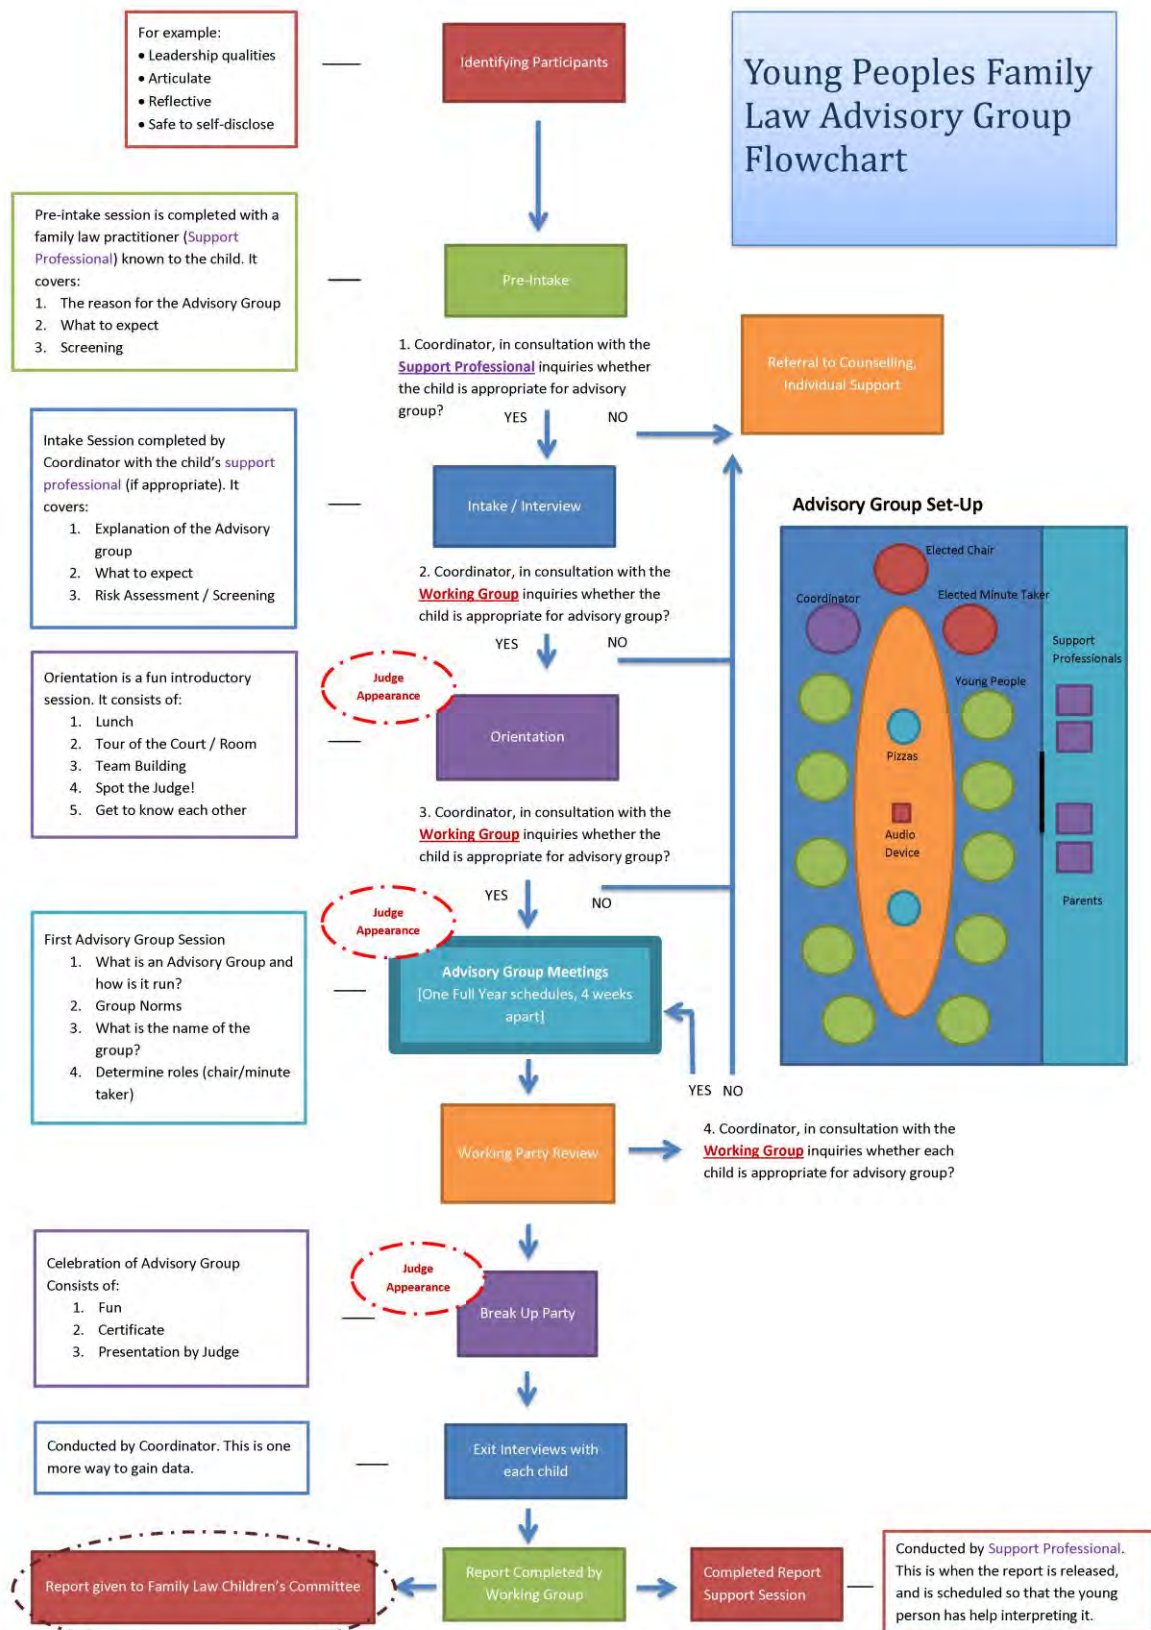 For example:
• Leadership qualities
• Articulate
• Reflective
• Safe to self-disclose
Identifying Participants
Young Peoples Family
Law Advisory Group
Flowchart
Pre-intake session is completed with a
family law practitioner (Support
Professional) known to the child. It
covers:
1. The reason for the Advisory Group
2. What to expect
3. Screening
Pre-Intake
1. Coordinator, in consultation with the
Support Professional inquiries whether
the child is appropriate for advisory
group?
YES
NO
Referral to Counselling,
Individual Support
Intake Session completed by
Coordinator with the child's support
professional (if appropriate). It
covers:
1. Explanation of the Advisory
group
2. What to expect
3. Risk Assessment / Screening
Intake / Interview
2. Coordinator, in consultation with the
Working Group inquiries whether the
child is appropriate for advisory group?
YES
NO
Advisory Group Set-Up
Elected Chair
Coordinator
Elected Minute Taker
Support
Professionals
Young People
Pizzas
Audio
Device
Parents
Orientation is a fun introductory
session. It consists of:
1. Lunch
2. Tour of the Court / Room
3. Team Building
4. Spot the Judge!
5. Get to know each other
Judge
Appearance
Orientation
3. Coordinator, in consultation with the
Working Group inquiries whether the
child is appropriate for advisory group?
YES
NO
First Advisory Group Session
1. What is an Advisory Group and
how is it run?
2. Group Norms
3. What is the name of the
group?
4. Determine roles (chair/minute
taker)
Judge
Appearance
Advisory Group Meetings
[One Full Year schedules, 4 weeks
apart]
YES NO
Working Party Review
4. Coordinator, in consultation with the
Working Group inquiries whether each
child is appropriate for advisory group?
Celebration of Advisory Group
Consists of:
1. Fun
2. Certificate
3. Presentation by Judge
Judge
Appearance
Break Up Party
Conducted by Coordinator. This is one
more way to gain data.
Exit Interviews with
each child
Report given to Family Law Children's Committee
Report Completed by
Working Group
Completed Report
Support Session
Conducted by Support Professional.
This is when the report is released,
and is scheduled so that the young
person has help interpreting it.